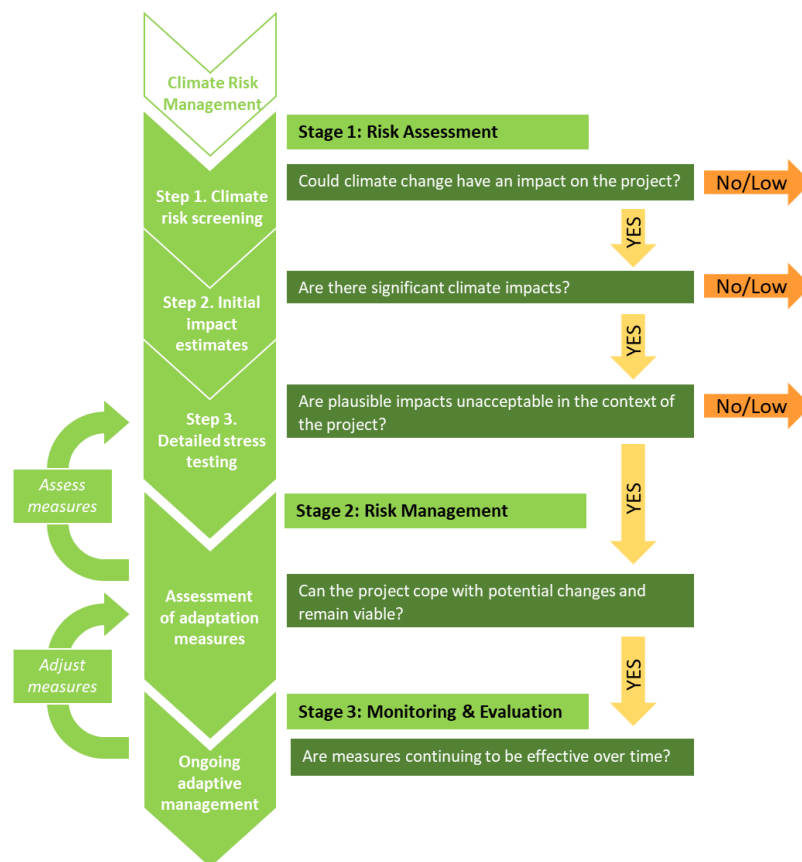 Climate Risk
Management
Stage 1: Risk Assessment
Step 1. Climate
risk screening
Could climate change have an impact on the project?
No/Low
YES
Step 2. Initial
impact
estimates
Are there significant climate impacts?
No/Low
YES
Step 3.
Detailed stress
testing
Are plausible impacts unacceptable in the context of
the project?
No/Low
YES
Assess
measures
Stage 2: Risk Management
Assessment
of adaptation
measures
Can the project cope with potential changes and
remain viable?
YES
Adjust
measures
Stage 3: Monitoring & Evaluation
Ongoing
adaptive
management
Are measures continuing to be effective over time?